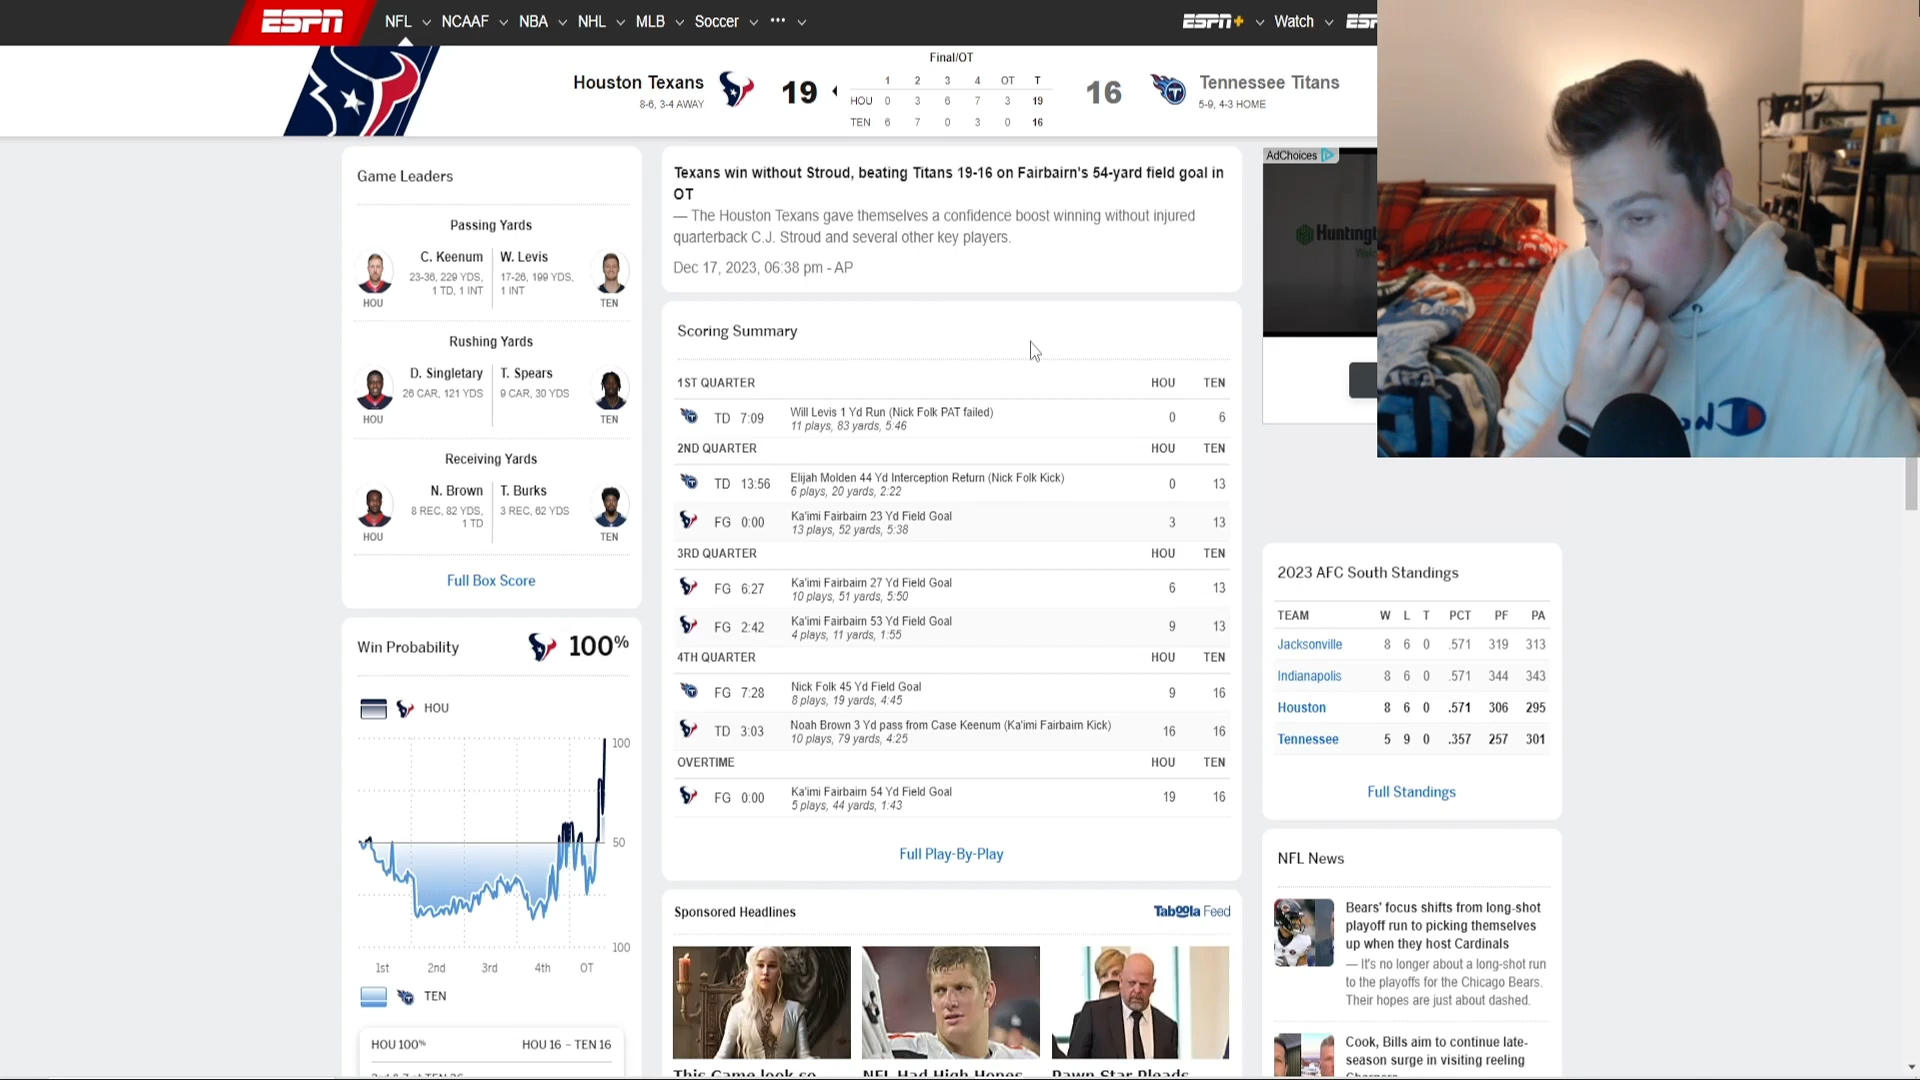 ESPN NFL NCAAF NBA NHL MLB Soccer ESPN+ Watch ESP
Houston Texans
8-6, 3-4 AWAY
19
Final/OT
1 2 3 4 OT T
HOU 0 3 6 7 3 19
TEN 6 7 0 3 0 16
16
Tennessee Titans
5-9, 4-3 HOME
Game Leaders
Passing Yards
C. Keenum W. Levis
23-36, 229 YDS, 17-26, 199 YDS,
1 TD, 1 INT 1 INT
HOU TEN
Rushing Yards
D. Singletary T. Spears
26 CAR, 121 YDS 9 CAR, 30 YDS
HOU TEN
Receiving Yards
N. Brown T. Burks
8 REC, 82 YDS, 3 REC, 62 YDS
1 TD
HOU TEN
Full Box Score
Win Probability 100%
HOU
100
50
100
1st 2nd 3rd 4th OT
TEN
HOU 100% HOU 16 - TEN 16
Texans win without Stroud, beating Titans 19-16 on Fairbairn's 54-yard field goal in
OT
— The Houston Texans gave themselves a confidence boost winning without injured
quarterback C.J. Stroud and several other key players.
Dec 17, 2023, 06:38 pm - AP
Scoring Summary
1ST QUARTER HOU TEN
TD 7:09 Will Levis 1 Yd Run (Nick Folk PAT failed) 0 6
11 plays, 83 yards, 5:46
2ND QUARTER HOU TEN
TD 13:56 Elijah Molden 44 Yd Interception Return (Nick Folk Kick) 0 13
6 plays, 20 yards, 2:22
FG 0:00 Ka'imi Fairbairn 23 Yd Field Goal 3 13
13 plays, 52 yards, 5:38
3RD QUARTER HOU TEN
FG 6:27 Ka'imi Fairbairn 27 Yd Field Goal 6 13
10 plays, 51 yards, 5:50
FG 2:42 Ka'imi Fairbairn 53 Yd Field Goal 9 13
4 plays, 11 yards, 1:55
4TH QUARTER HOU TEN
FG 7:28 Nick Folk 45 Yd Field Goal 9 16
8 plays, 19 yards, 4:45
TD 3:03 Noah Brown 3 Yd pass from Case Keenum (Ka'imi Fairbairn Kick) 16 16
10 plays, 79 yards, 4:25
OVERTIME HOU TEN
FG 0:00 Ka'imi Fairbairn 54 Yd Field Goal 19 16
5 plays, 44 yards, 1:43
Full Play-By-Play
Sponsored Headlines Taboola Feed
This Game look so NFL Had High Hopes Pawn Star Pleads
AdChoices
2023 AFC South Standings
TEAM W L T PCT PF PA
Jacksonville 8 6 0 .571 319 313
Indianapolis 8 6 0 .571 344 343
Houston 8 6 0 .571 306 295
Tennessee 5 9 0 .357 257 301
Full Standings
NFL News
Bears' focus shifts from long-shot
playoff run to picking themselves
up when they host Cardinals
— It's no longer about a long-shot run
to the playoffs for the Chicago Bears.
Their hopes are just about dashed.
Cook, Bills aim to continue late-
season surge in visiting reeling